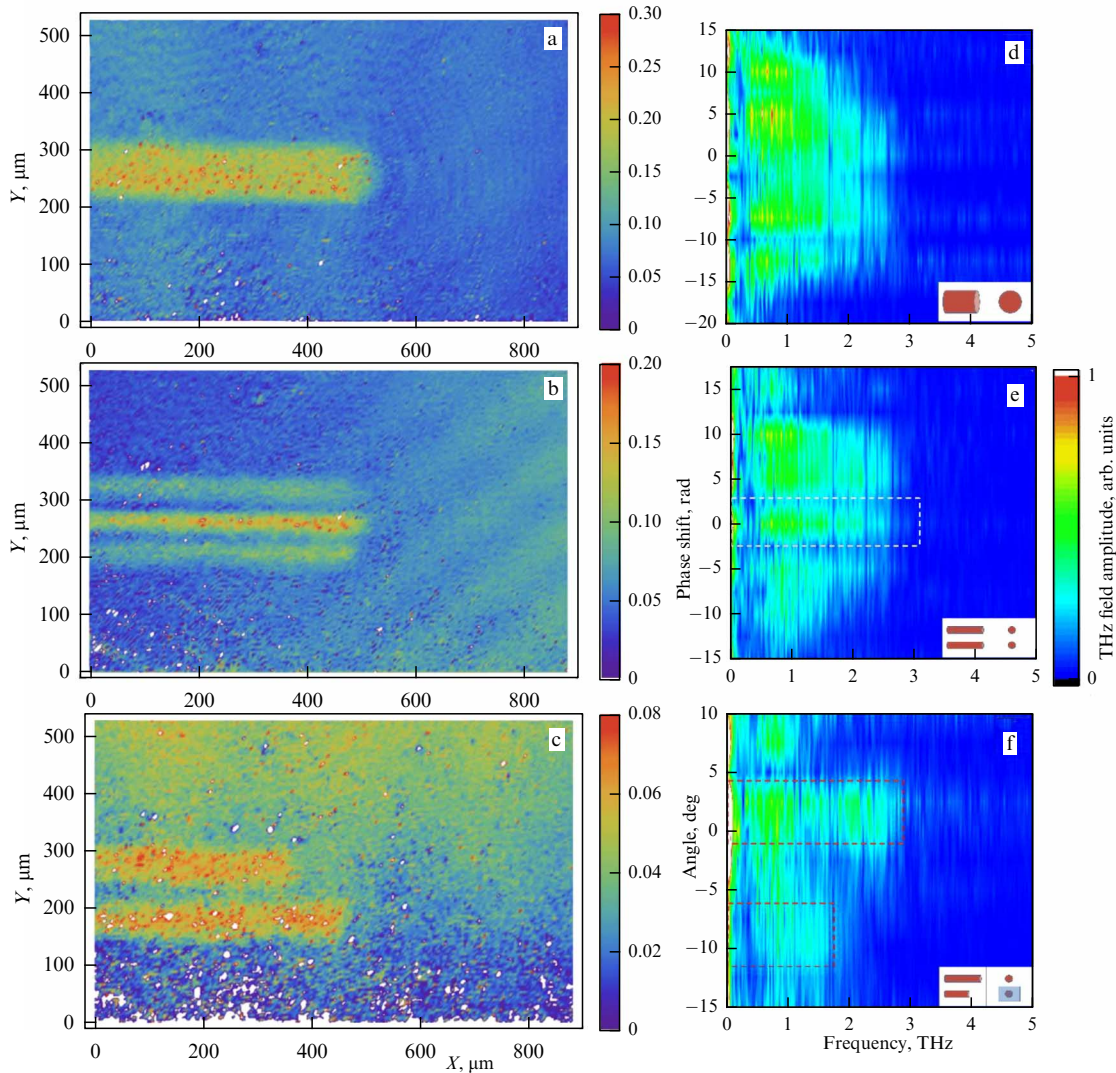 a
500
400
300
200
100
0
Y, µm
0 200 400 600 800
0.30
0.25
0.20
0.15
0.10
0.05
0
d
15
10
5
0
−5
−10
−15
−20
0 1 2 3 4 5
b
500
400
300
200
100
0
Y, µm
0 200 400 600 800
0.20
0.15
0.10
0.05
0
e
15
10
5
0
−5
−10
−15
Phase shift, rad
0 1 2 3 4 5
1
0
THz field amplitude, arb. units
c
500
400
300
200
100
0
Y, µm
0 200 400 600 800
X, µm
0.08
0.06
0.04
0.02
0
f
10
5
0
−5
−10
−15
Angle, deg
0 1 2 3 4 5
Frequency, THz